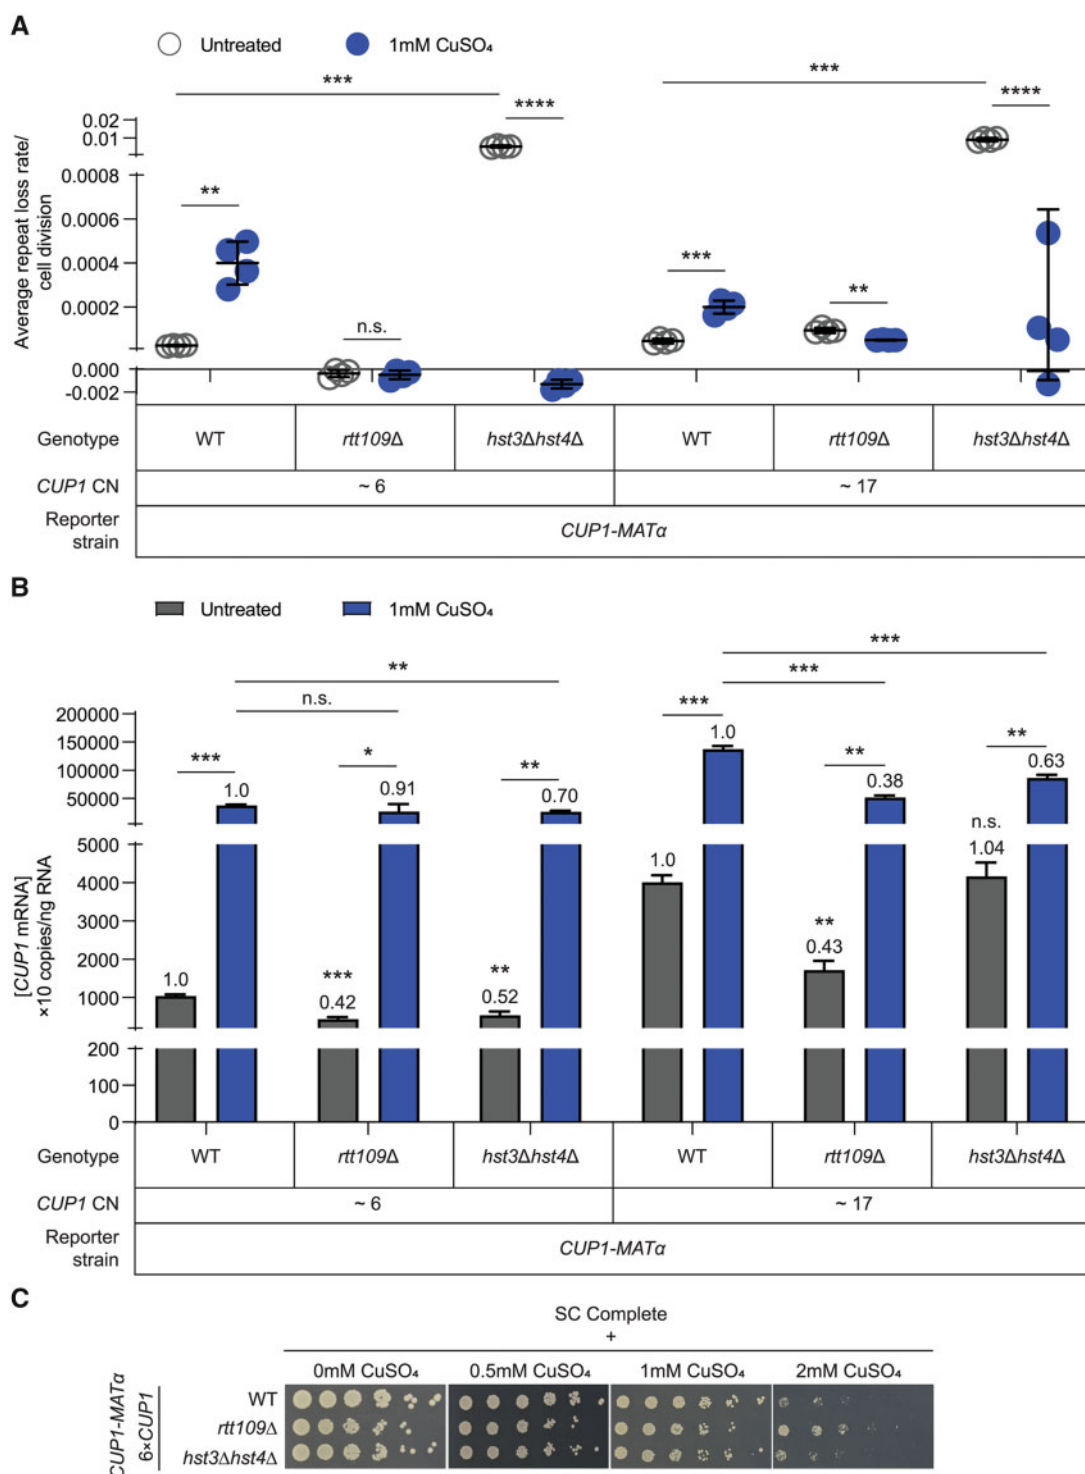 A
Untreated 1mM CuSO₄
*** ***
**** ****
Average repeat loss rate/
cell division
0.02
0.01
0.0008
0.0006
0.0004
0.0002
0.000
-0.002
** n.s. *** **
Genotype WT rtt109Δ hst3Δhst4Δ WT rtt109Δ hst3Δhst4Δ
CUP1 CN ~ 6 ~ 17
Reporter
strain
CUP1-MATα
B
Untreated 1mM CuSO₄
***
** ***
n.s.
[CUP1 mRNA]
×10 copies/ng RNA
200000
150000
100000
50000
5000
4000
3000
2000
1000
200
100
0
*** * ** *** ** **
1.0 0.91 0.70 1.0 0.38 0.63
n.s.
1.0 1.04
*** ** **
1.0 0.42 0.52 0.43
Genotype WT rtt109Δ hst3Δhst4Δ WT rtt109Δ hst3Δhst4Δ
CUP1 CN ~ 6 ~ 17
Reporter
strain
CUP1-MATα
C
SC Complete
+
0mM CuSO₄ 0.5mM CuSO₄ 1mM CuSO₄ 2mM CuSO₄
CUP1-MATα
6×CUP1
WT
rtt109Δ
hst3Δhst4Δ